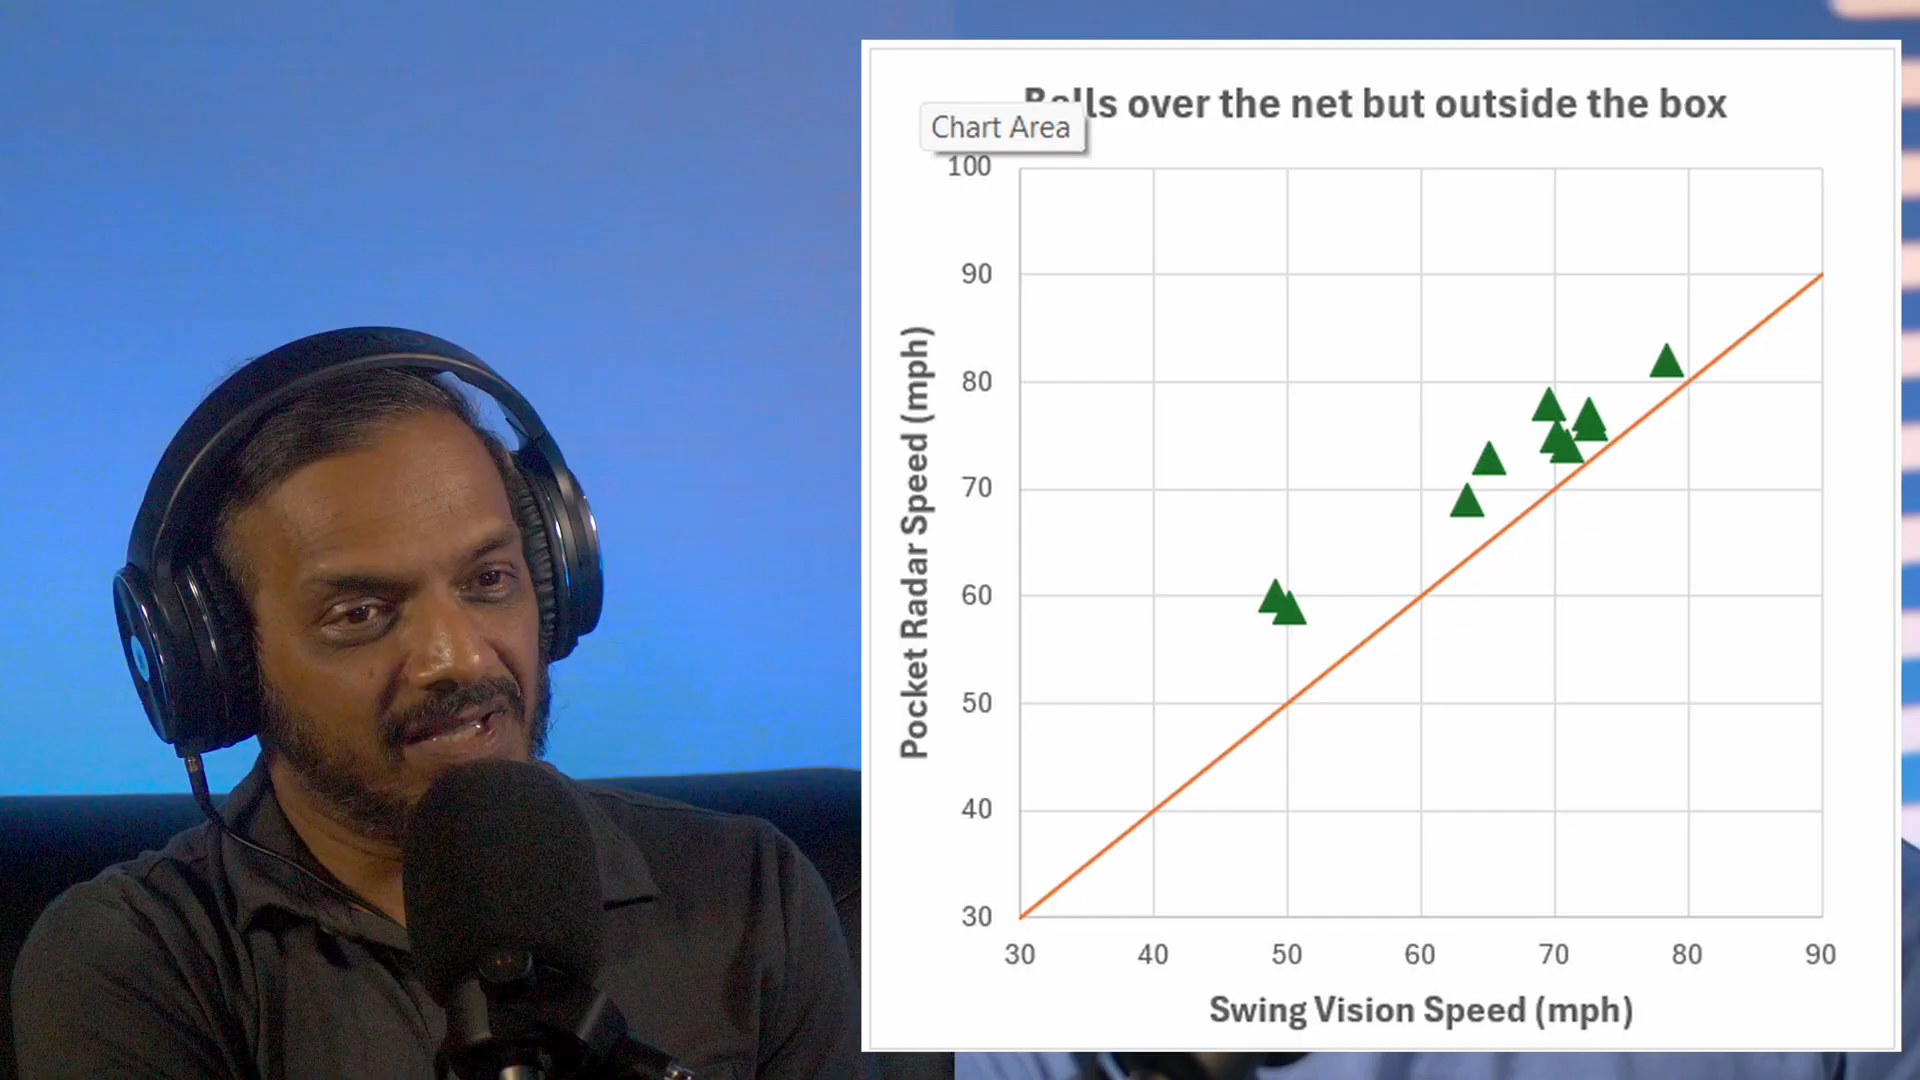 Balls over the net but outside the box
Chart Area
100
90
80
70
60
50
40
30
Pocket Radar Speed (mph)
30 40 50 60 70 80 90
Swing Vision Speed (mph)